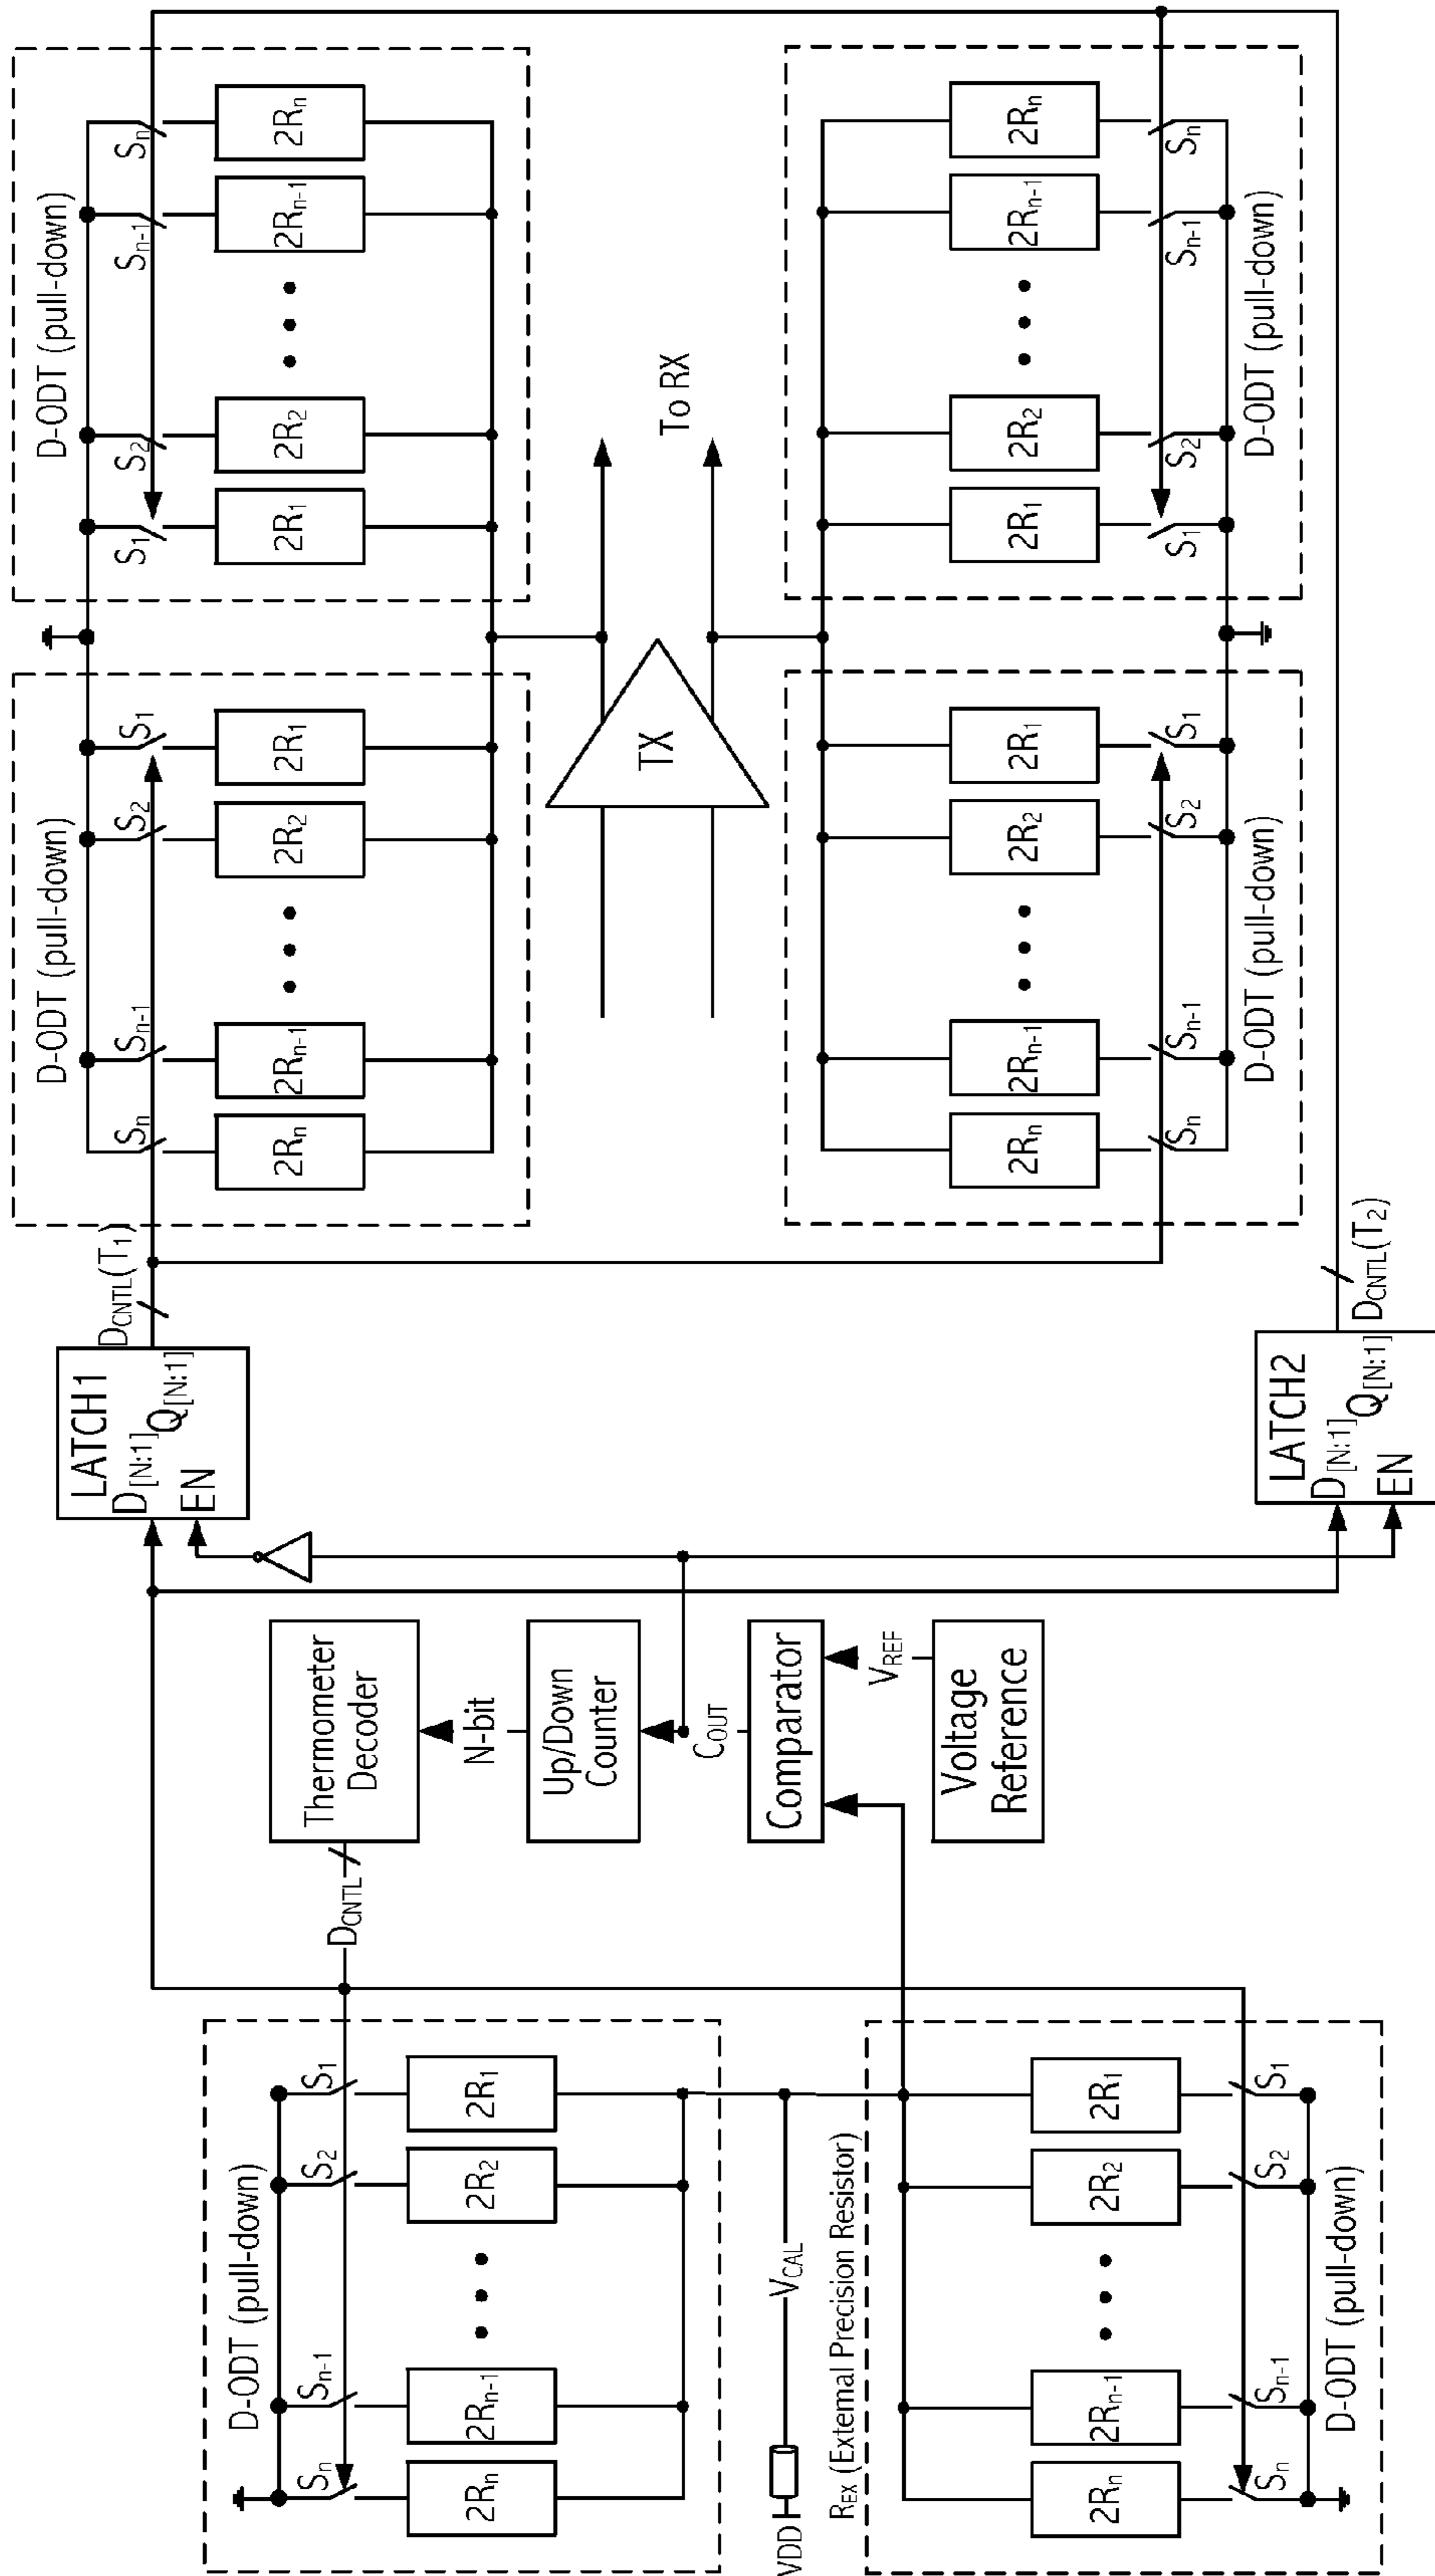 D-ODT (pull-down)
Sn
Sn-1
S2
S1
2Rn
2Rn-1
2R2
2R1
VDD
VCAL
REX (External Precision Resistor)
2Rn
2Rn-1
2R2
2R1
Sn
Sn-1
S2
S1
D-ODT (pull-down)
DCNTL
Thermometer
Decoder
N-bit
Up/Down
Counter
COUT
Comparator
VREF
Voltage
Reference
LATCH1
D[N:1]
Q[N:1]
EN
DCNTL(T1)
LATCH2
D[N:1]
Q[N:1]
EN
DCNTL(T2)
D-ODT (pull-down)
Sn
Sn-1
S2
S1
2Rn
2Rn-1
2R2
2R1
D-ODT (pull-down)
S1
S2
Sn-1
Sn
2R1
2R2
2Rn-1
2Rn
TX
To RX
2Rn
2Rn-1
2R2
2R1
Sn
Sn-1
S2
S1
D-ODT (pull-down)
2R1
2R2
2Rn-1
2Rn
S1
S2
Sn-1
Sn
D-ODT (pull-down)